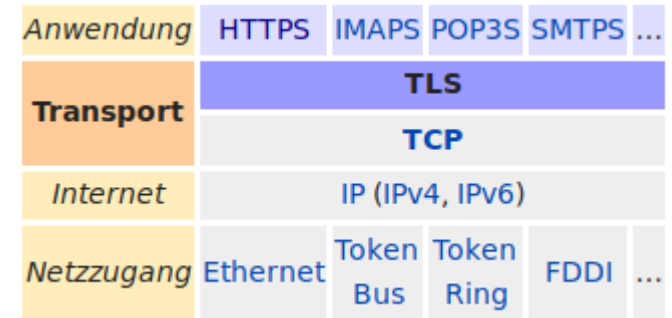 Anwendung HTTPS IMAPS POP3S SMTPS ...
Transport
TLS
TCP
Internet IP (IPv4, IPv6)
Netzzugang Ethernet Token Bus Token Ring FDDI ...